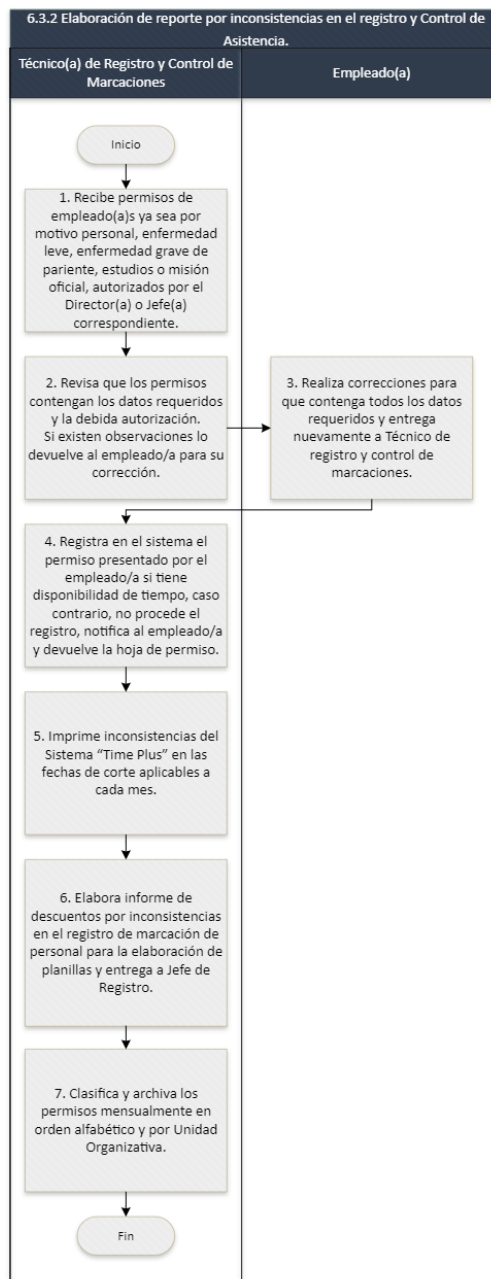 6.3.2 Elaboración de reporte por inconsistencias en el registro y Control de
Asistencia.
Técnico(a) de Registro y Control de
Marcaciones
Empleado(a)
Inicio
1. Recibe permisos de
empleado(a)s ya sea por
motivo personal, enfermedad
leve, enfermedad grave de
pariente, estudios o misión
oficial, autorizados por el
Director(a) o Jefe(a)
correspondiente.
2. Revisa que los permisos
contengan los datos requeridos
y la debida autorización.
Si existen observaciones lo
devuelve al empleado/a para su
corrección.
3. Realiza correcciones para
que contenga todos los datos
requeridos y entrega
nuevamente a Técnico de
registro y control de
marcaciones.
4. Registra en el sistema el
permiso presentado por el
empleado/a si tiene
disponibilidad de tiempo, caso
contrario, no procede el
registro, notifica al empleado/a
y devuelve la hoja de permiso.
5. Imprime inconsistencias del
Sistema “Time Plus” en las
fechas de corte aplicables a
cada mes.
6. Elabora informe de
descuentos por inconsistencias
en el registro de marcación de
personal para la elaboración de
planillas y entrega a Jefe de
Registro.
7. Clasifica y archiva los
permisos mensualmente en
orden alfabético y por Unidad
Organizativa.
Fin